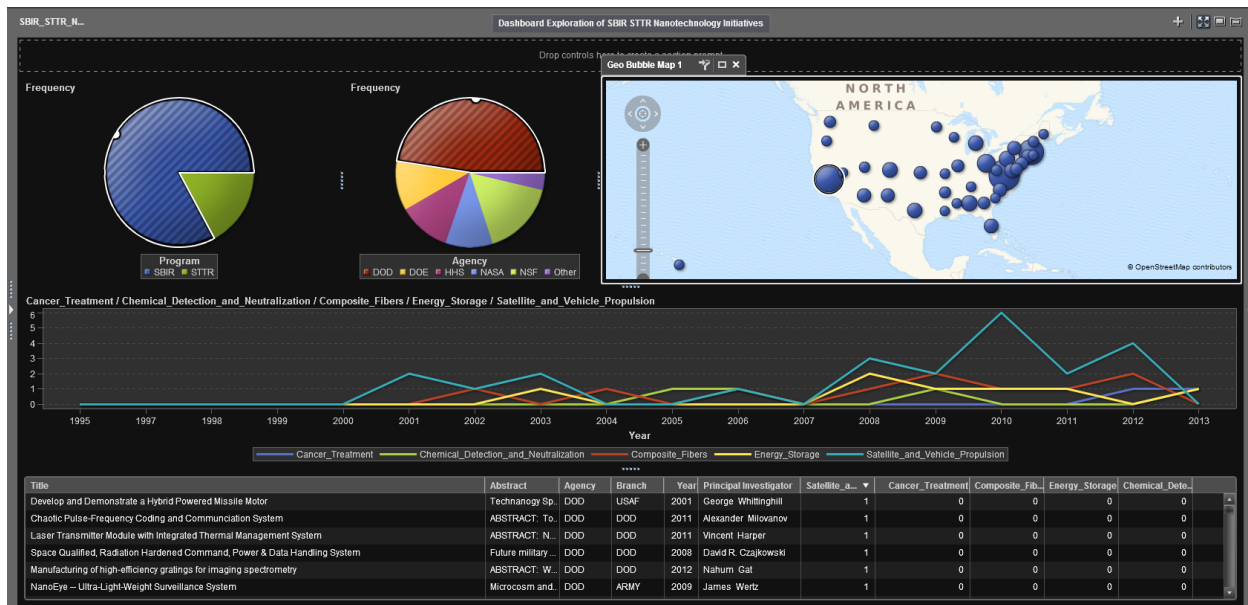 SBIR_STTR_N...
Dashboard Exploration of SBIR STTR Nanotechnology Initiatives
Drop controls here to create a section prompt
Geo Bubble Map 1
Frequency
Program
SBIR STTR
Frequency
Agency
DOD DOE HHS NASA NSF Other
NORTH
AMERICA
© OpenStreetMap contributors
Cancer_Treatment / Chemical_Detection_and_Neutralization / Composite_Fibers / Energy_Storage / Satellite_and_Vehicle_Propulsion
6
5
4
3
2
1
0
1995 1997 1998 1999 2000 2001 2002 2003 2004 2005 2006 2007 2008 2009 2010 2011 2012 2013
Year
Cancer_Treatment Chemical_Detection_and_Neutralization Composite_Fibers Energy_Storage Satellite_and_Vehicle_Propulsion
Title Abstract Agency Branch Year Principal Investigator Satellite_a... Cancer_Treatment Composite_Fib... Energy_Storage Chemical_Dete...
Develop and Demonstrate a Hybrid Powered Missile Motor Technanogy Sp... DOD USAF 2001 George Whittinghill 1 0 0 0 0
Chaotic Pulse-Frequency Coding and Communciation System ABSTRACT: To... DOD DOD 2011 Alexander Milovanov 1 0 0 0 0
Laser Transmitter Module with Integrated Thermal Management System ABSTRACT: N... DOD DOD 2011 Vincent Harper 1 0 0 0 0
Space Qualified, Radiation Hardened Command, Power & Data Handling System Future military ... DOD DOD 2008 David R. Czajkowski 1 0 0 0 0
Manufacturing of high-efficiency gratings for imaging spectrometry ABSTRACT: W... DOD DOD 2012 Nahum Gat 1 0 0 0 0
NanoEye -- Ultra-Light-Weight Surveillance System Microcosm and... DOD ARMY 2009 James Wertz 1 0 0 0 0